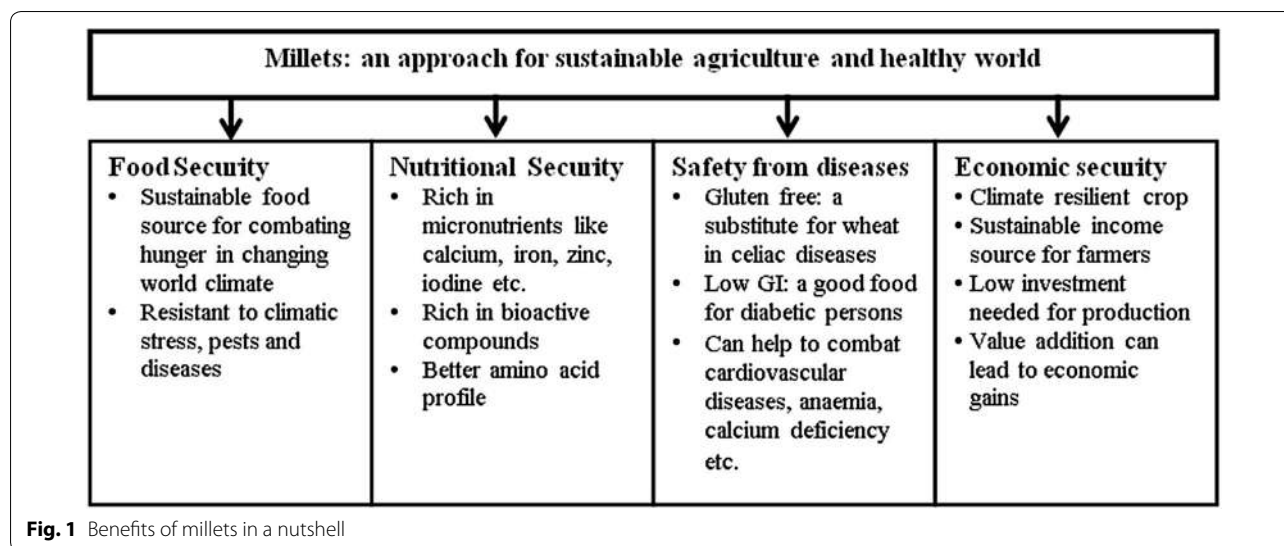 Millets: an approach for sustainable agriculture and healthy world
Food Security
• Sustainable food
source for combating
hunger in changing
world climate
• Resistant to climatic
stress, pests and
diseases
Nutritional Security
• Rich in
micronutrients like
calcium, iron, zinc,
iodine etc.
• Rich in bioactive
compounds
• Better amino acid
profile
Safety from diseases
• Gluten free: a
substitute for wheat
in celiac diseases
• Low GI: a good food
for diabetic persons
• Can help to combat
cardiovascular
diseases, anaemia,
calcium deficiency
etc.
Economic security
• Climate resilient crop
• Sustainable income
source for farmers
• Low investment
needed for production
• Value addition can
lead to economic
gains
Fig. 1 Benefits of millets in a nutshell